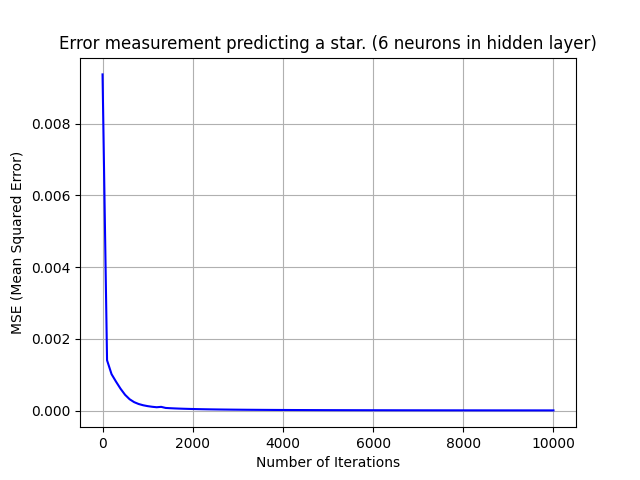 Error measurement predicting a star. (6 neurons in hidden layer)
MSE (Mean Squared Error)
0.008
0.006
0.004
0.002
0.000
0 2000 4000 6000 8000 10000
Number of Iterations